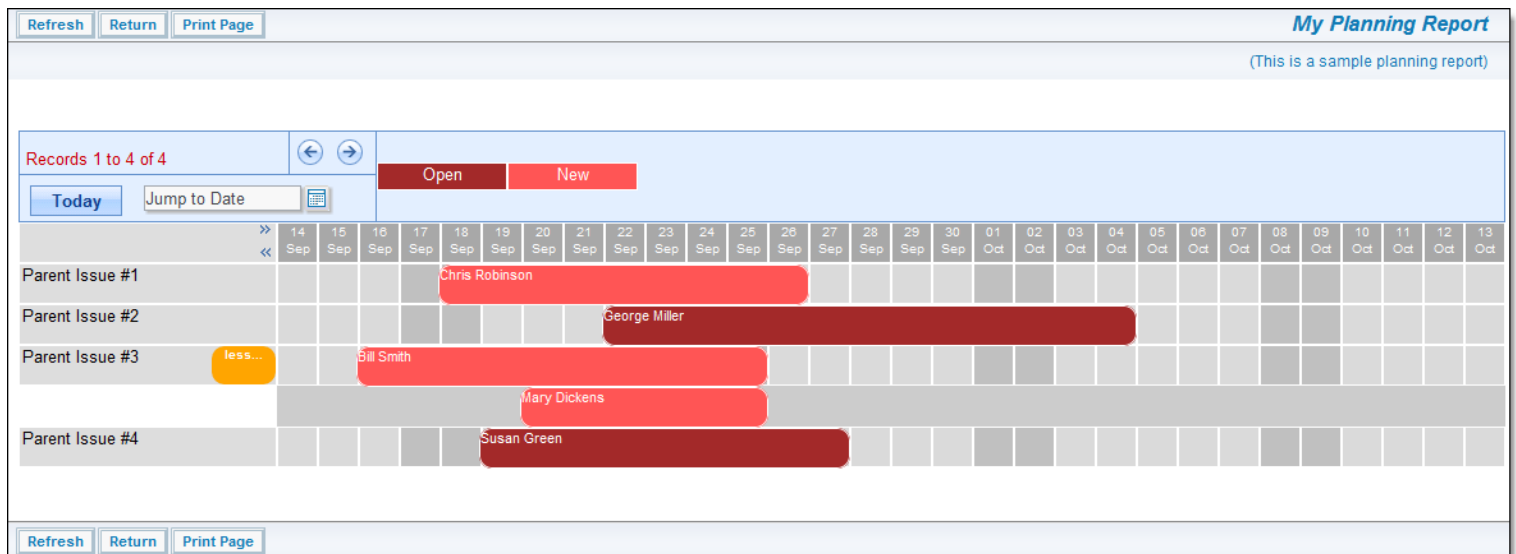 Refresh Return Print Page My Planning Report
(This is a sample planning report)
Records 1 to 4 of 4
Open New
Today Jump to Date
» 14 15 16 17 18 19 20 21 22 23 24 25 26 27 28 29 30 01 02 03 04 05 06 07 08 09 10 11 12 13
« Sep Sep Sep Sep Sep Sep Sep Sep Sep Sep Sep Sep Sep Sep Sep Sep Sep Oct Oct Oct Oct Oct Oct Oct Oct Oct Oct Oct Oct Oct
Parent Issue #1 Chris Robinson
Parent Issue #2 George Miller
Parent Issue #3 less... Bill Smith
Mary Dickens
Parent Issue #4 Susan Green
Refresh Return Print Page